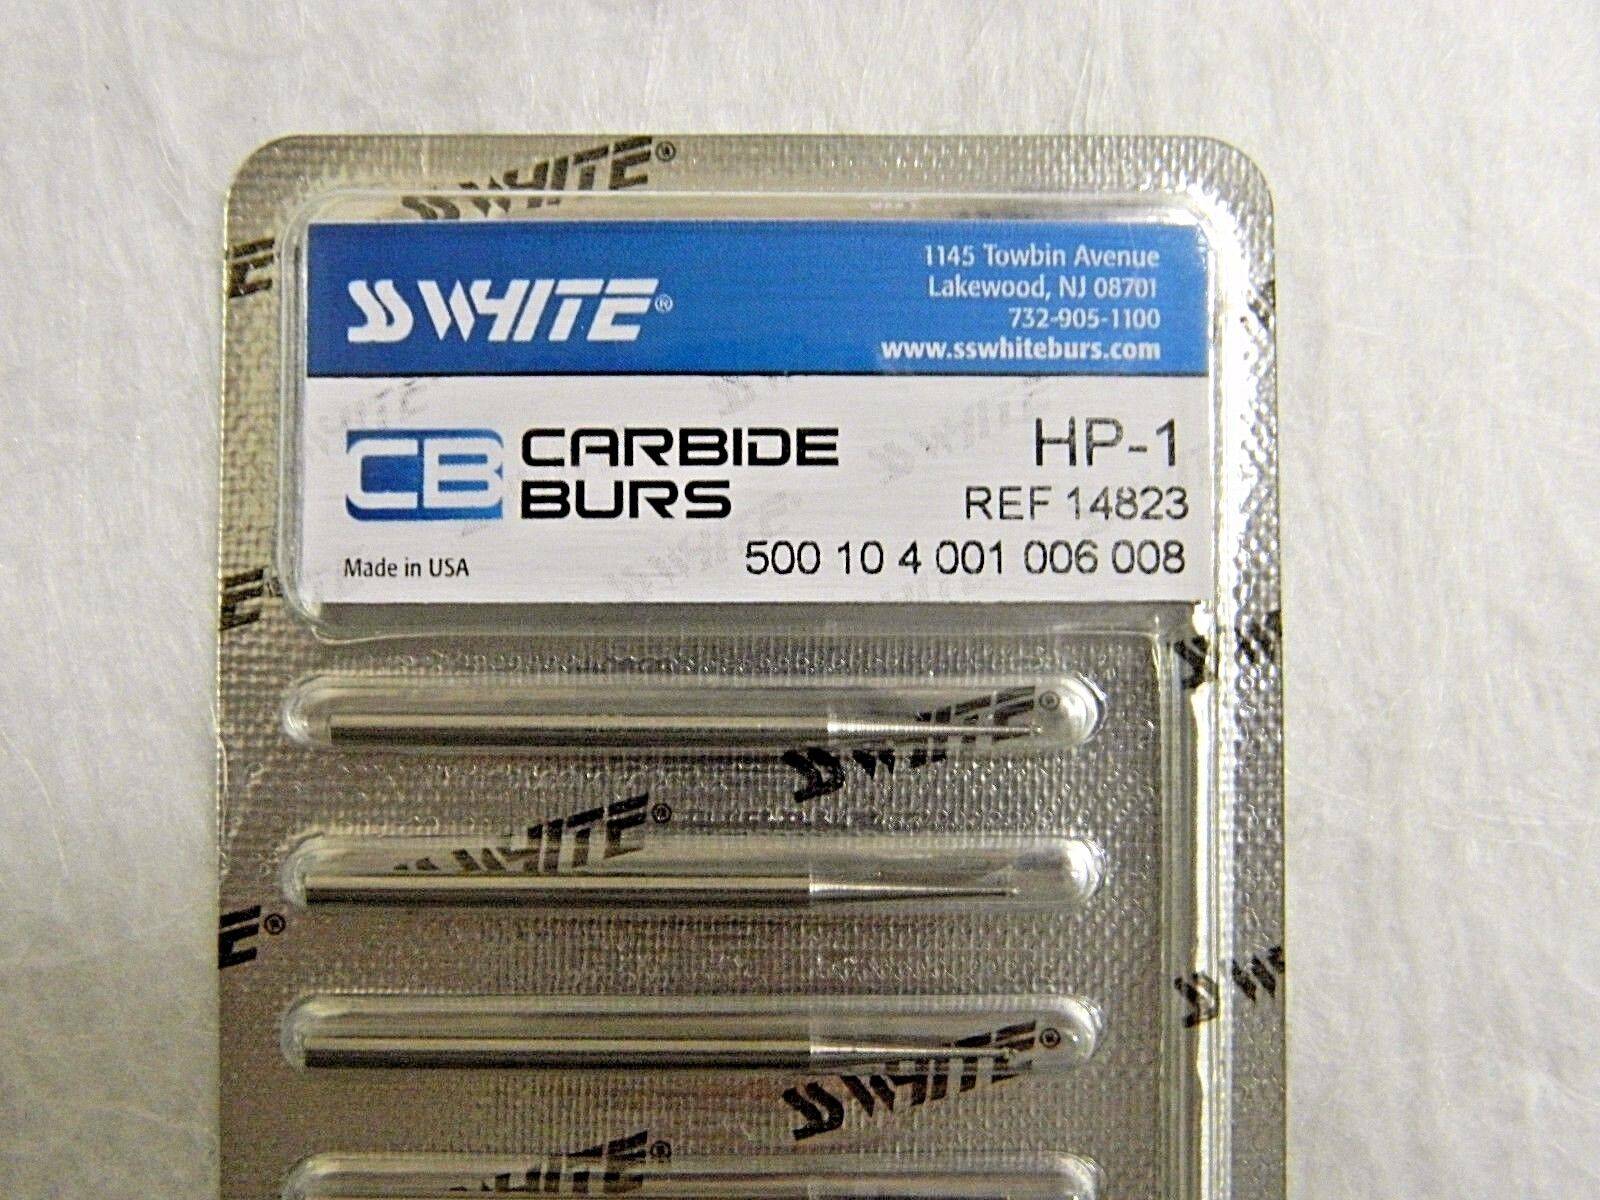 SS WHITE®
SS WHITE®
1145 Towbin Avenue
Lakewood, NJ 08701
732-905-1100
www.sswhiteburs.com
CB CARBIDE
BURS
HP-1
REF 14823
Made in USA
500 10 4 001 006 008
SS WHITE®
SS WHITE®
E®
SS W
SS WHITE®
WHITE®